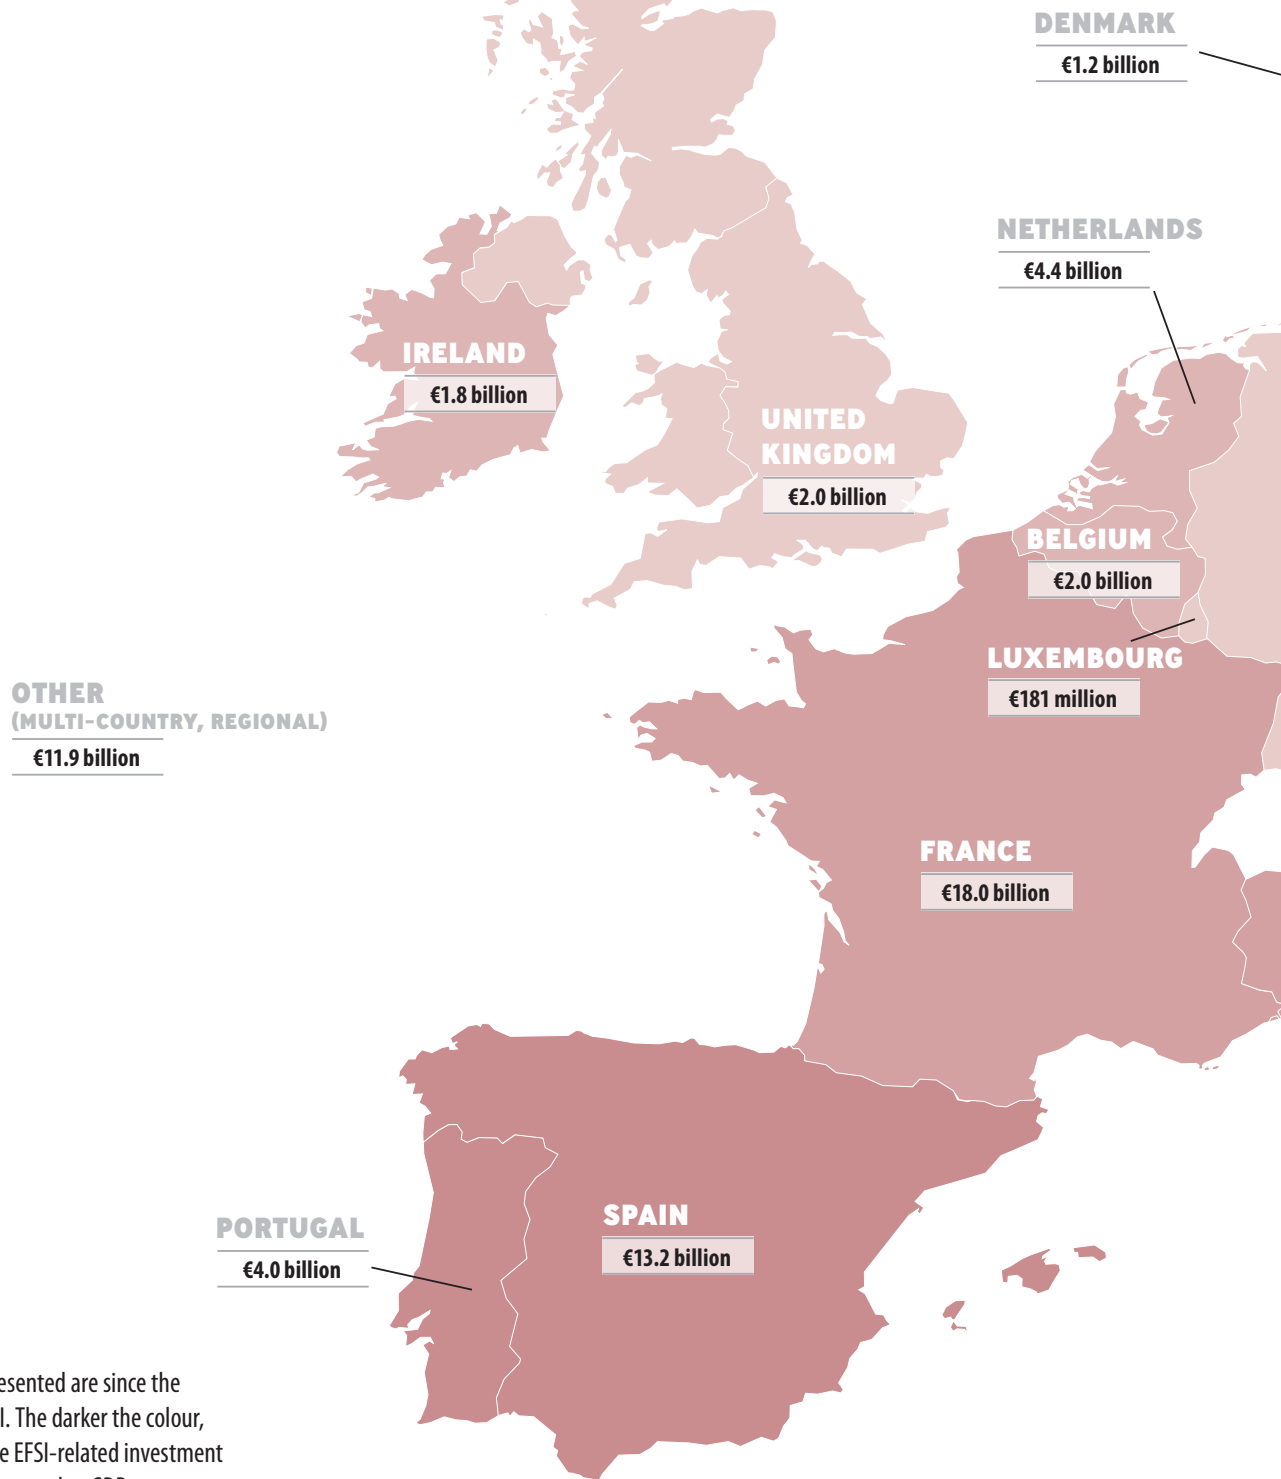 DENMARK
€1.2 billion
NETHERLANDS
€4.4 billion
IRELAND
€1.8 billion
UNITED
KINGDOM
€2.0 billion
BELGIUM
€2.0 billion
LUXEMBOURG
€181 million
OTHER
(MULTI-COUNTRY, REGIONAL)
€11.9 billion
FRANCE
€18.0 billion
SPAIN
€13.2 billion
PORTUGAL
€4.0 billion
esented are since the
I. The darker the colour,
e EFSI-related investment